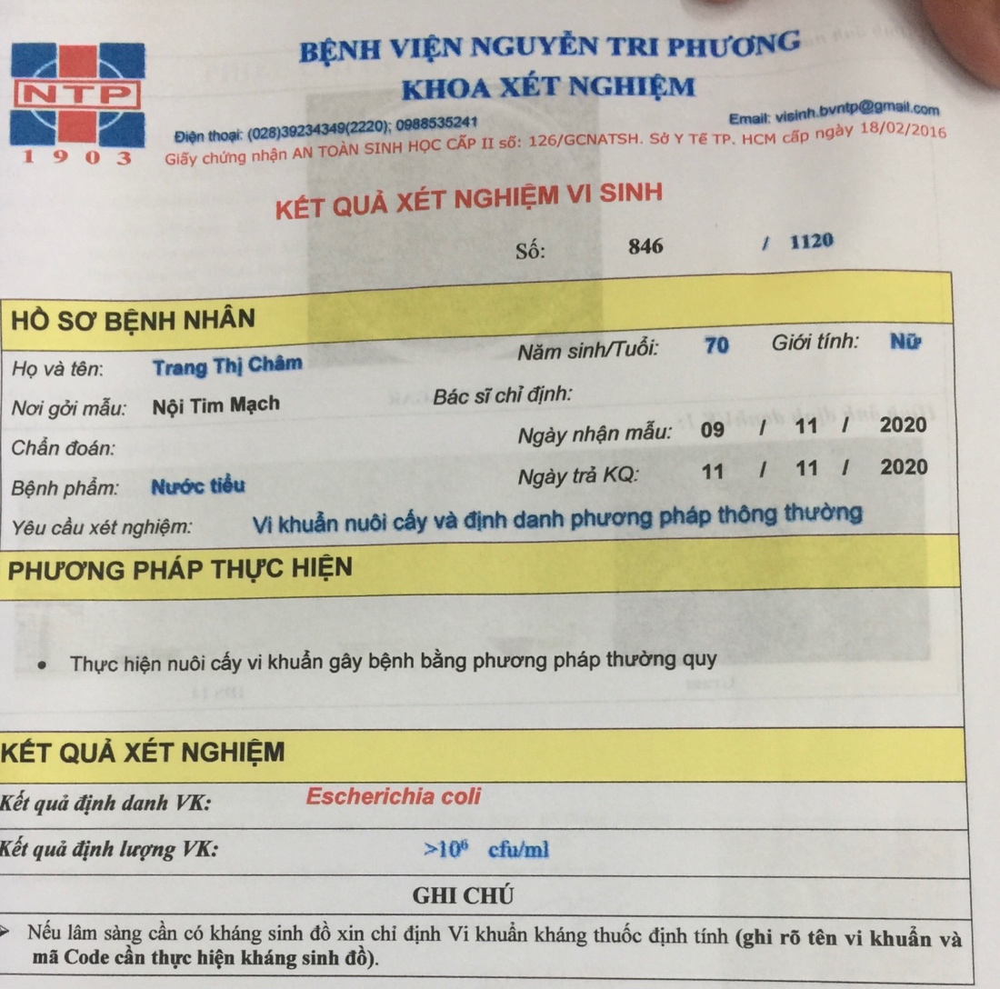 BỆNH VIỆN NGUYỄN TRI PHƯƠNG
NTP
KHOA XÉT NGHIỆM
Điện thoại: (028)39234349(2220); 0988535241 Email: visinh.bvntp@gmail.com
1903 Giấy chứng nhận AN TOÀN SINH HỌC CẤP II số: 126/GCNATSH. Sở Y Tế TP. HCM cấp ngày 18/02/2016
KẾT QUẢ XÉT NGHIỆM VI SINH
Số: 846 / 1120
HỒ SƠ BỆNH NHÂN
Họ và tên: Trang Thị Châm Năm sinh/Tuổi: 70 Giới tính: Nữ
Nơi gởi mẫu: Nội Tim Mạch Bác sĩ chỉ định:
Chẩn đoán: Ngày nhận mẫu: 09 / 11 / 2020
Bệnh phẩm: Nước tiểu Ngày trả KQ: 11 / 11 / 2020
Yêu cầu xét nghiệm: Vi khuẩn nuôi cấy và định danh phương pháp thông thường
PHƯƠNG PHÁP THỰC HIỆN
• Thực hiện nuôi cấy vi khuẩn gây bệnh bằng phương pháp thường quy
KẾT QUẢ XÉT NGHIỆM
Kết quả định danh VK: Escherichia coli
Kết quả định lượng VK: >10⁶ cfu/ml
GHI CHÚ
➢ Nếu lâm sàng cần có kháng sinh đồ xin chỉ định Vi khuẩn kháng thuốc định tính (ghi rõ tên vi khuẩn và
mã Code cần thực hiện kháng sinh đồ).